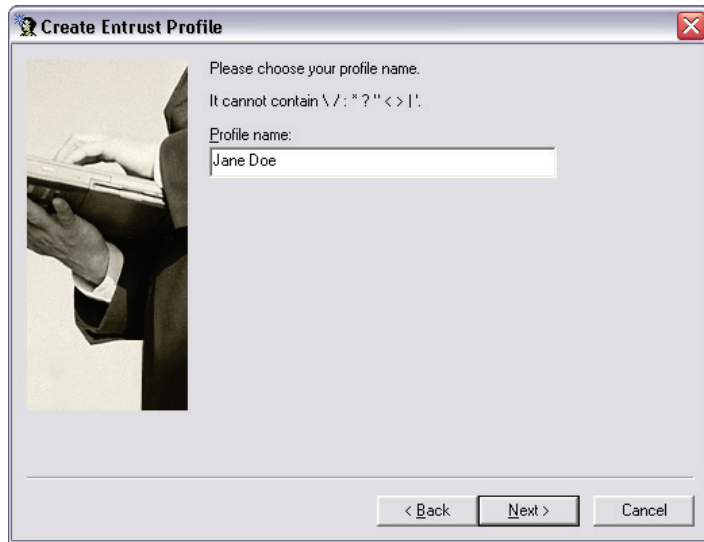 Create Entrust Profile
Please choose your profile name.
It cannot contain \ / : * ? " < > | '.
Profile name:
Jane Doe
< Back
Next >
Cancel